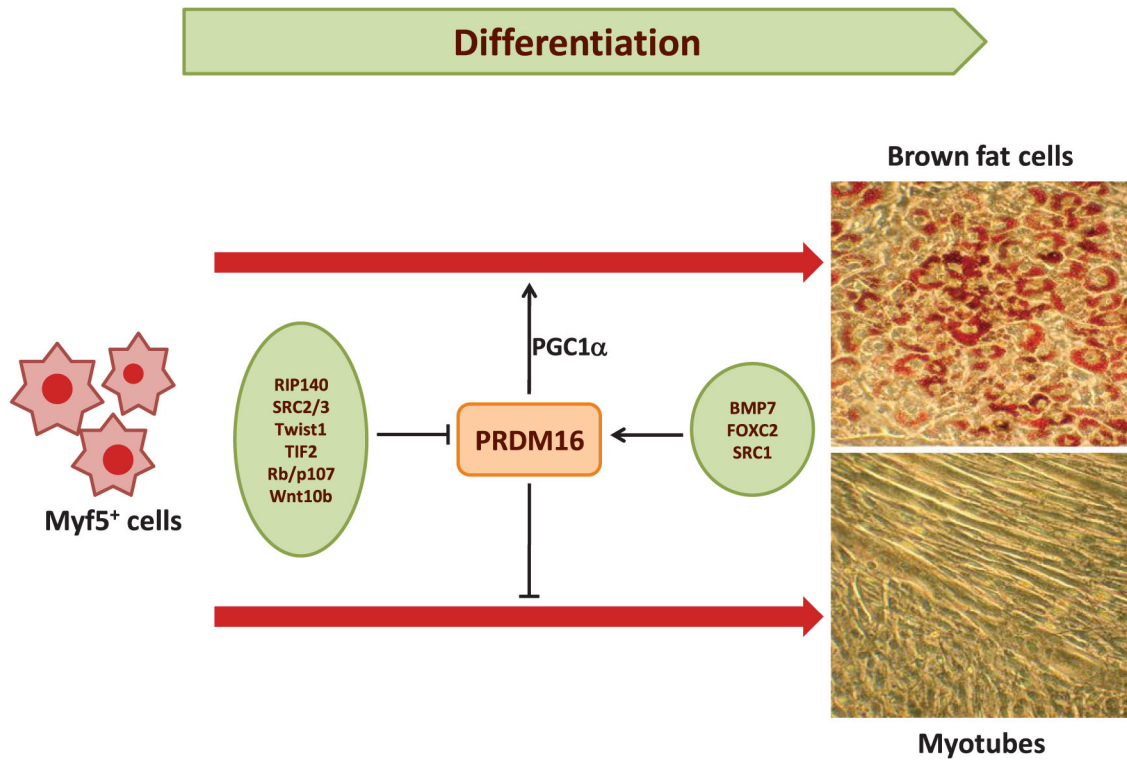 Differentiation
Brown fat cells
PGC1α
RIP140
SRC2/3
Twist1
TIF2
Rb/p107
Wnt10b
PRDM16
BMP7
FOXC2
SRC1
Myf5⁺ cells
Myotubes